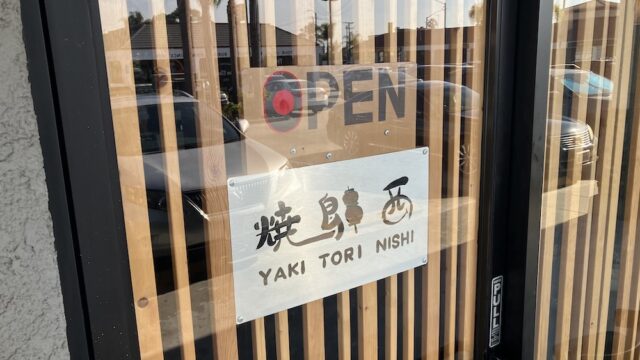 OPEN
焼鳥 西
YAKI TORI NISHI
PULL